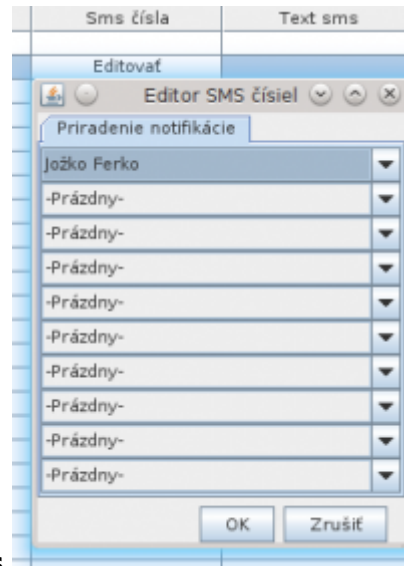 Sms čísla Text sms
Editovať
Editor SMS čísiel
Priradenie notifikácie
Jožko Ferko
-Prázdny-
-Prázdny-
-Prázdny-
-Prázdny-
-Prázdny-
-Prázdny-
-Prázdny-
-Prázdny-
-Prázdny-
OK Zrušiť